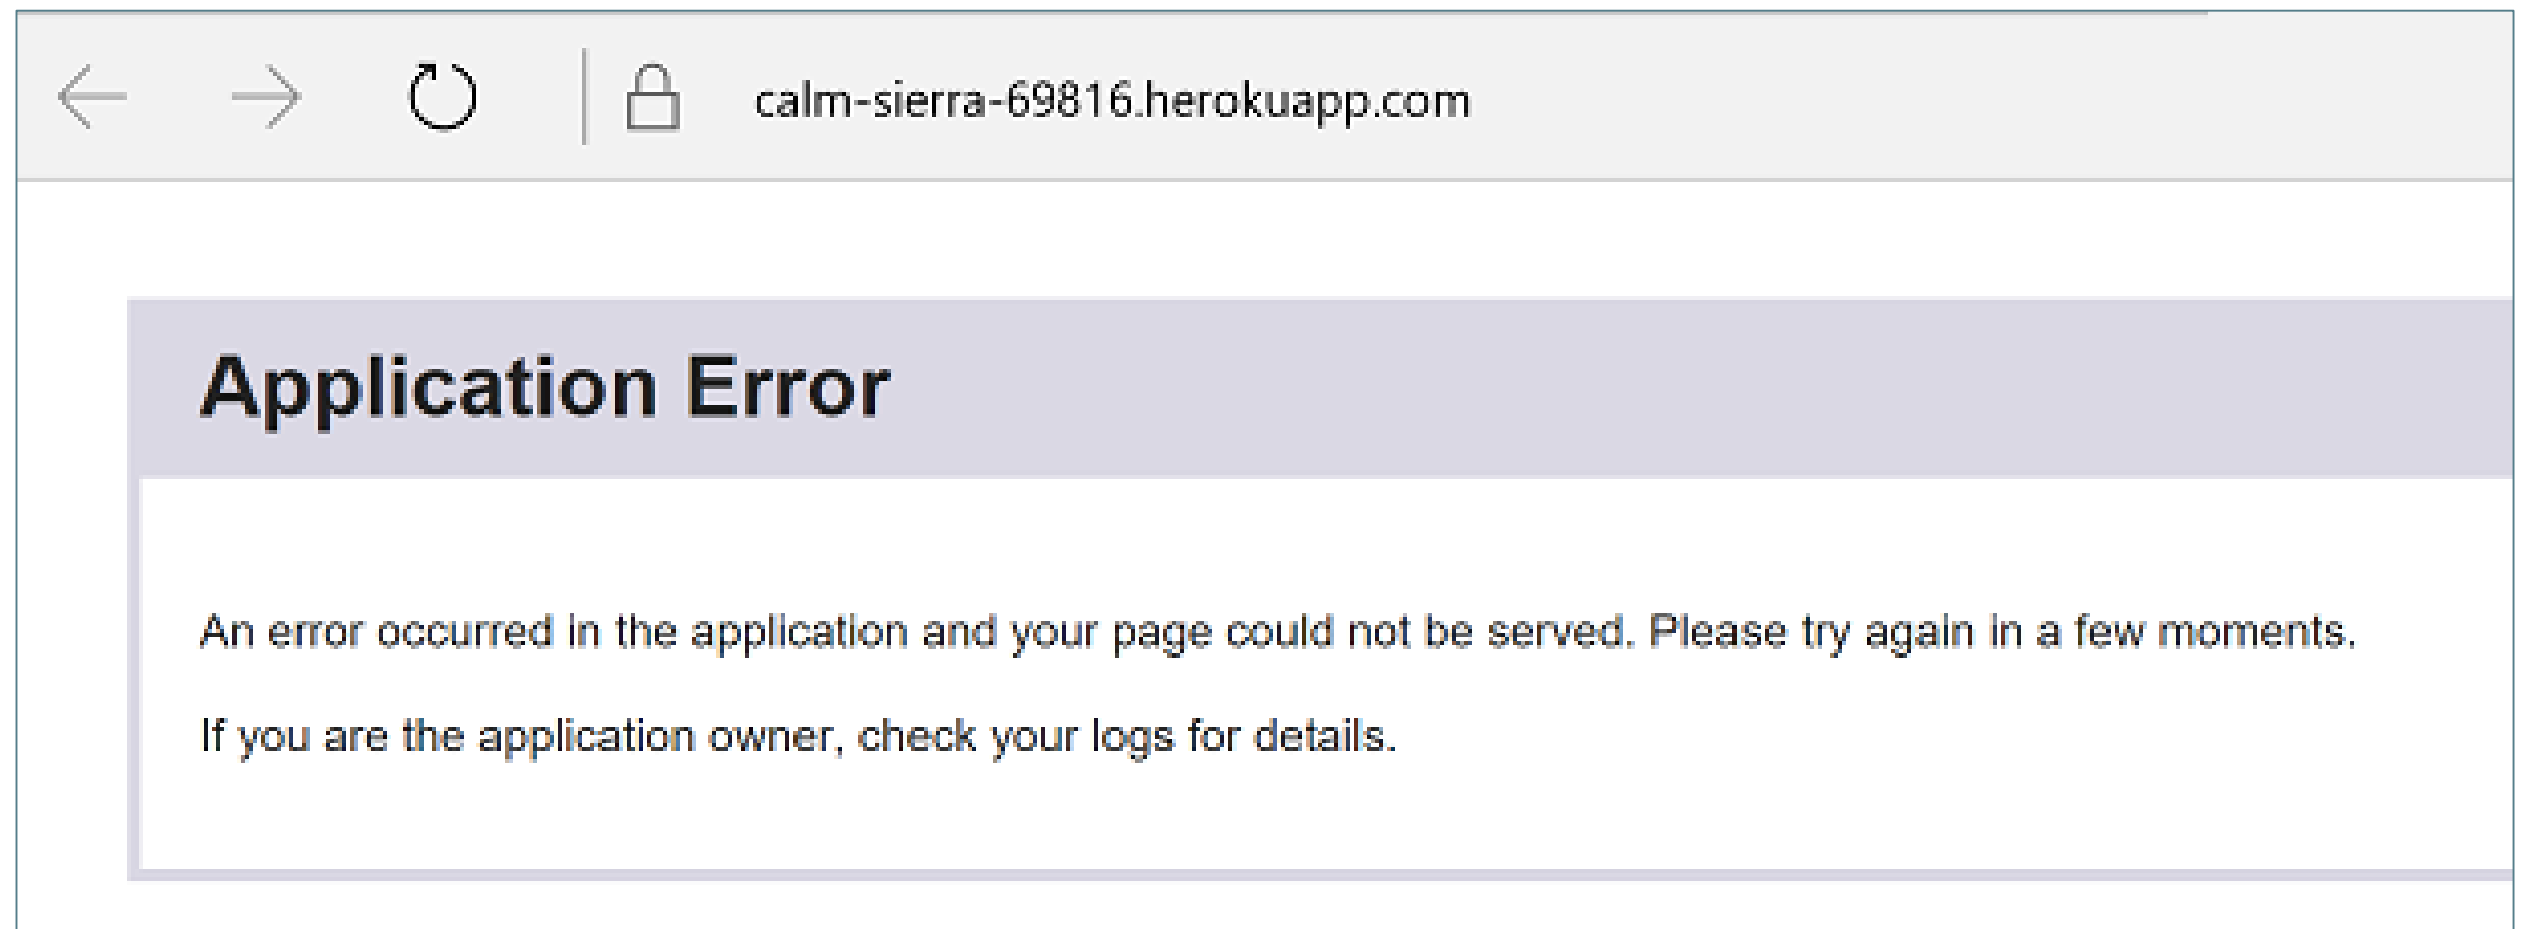 calm-sierra-69816.herokuapp.com
Application Error
An error occurred in the application and your page could not be served. Please try again in a few moments.
If you are the application owner, check your logs for details.